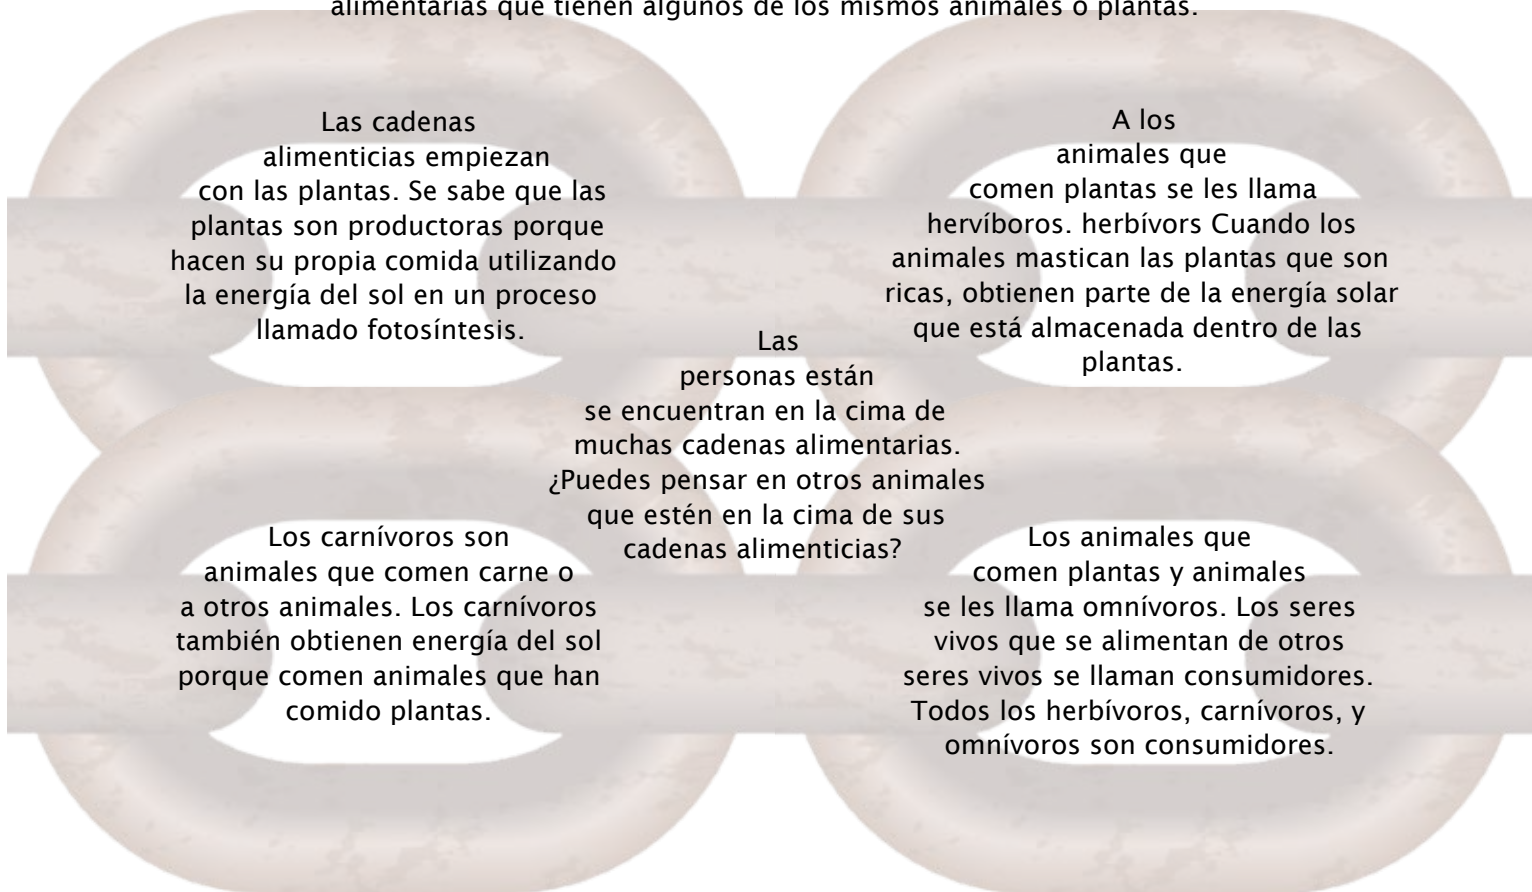 alimentarias que tienen algunos de los mismos animales o plantas.
Las cadenas
alimenticias empiezan
con las plantas. Se sabe que las
plantas son productoras porque
hacen su propia comida utilizando
la energía del sol en un proceso
llamado fotosíntesis.
A los
animales que
comen plantas se les llama
hervíboros. herbívors Cuando los
animales mastican las plantas que son
ricas, obtienen parte de la energía solar
que está almacenada dentro de las
plantas.
Las
personas están
se encuentran en la cima de
muchas cadenas alimentarias.
¿Puedes pensar en otros animales
que estén en la cima de sus
cadenas alimenticias?
Los carnívoros son
animales que comen carne o
a otros animales. Los carnívoros
también obtienen energía del sol
porque comen animales que han
comido plantas.
Los animales que
comen plantas y animales
se les llama omnívoros. Los seres
vivos que se alimentan de otros
seres vivos se llaman consumidores.
Todos los herbívoros, carnívoros, y
omnívoros son consumidores.